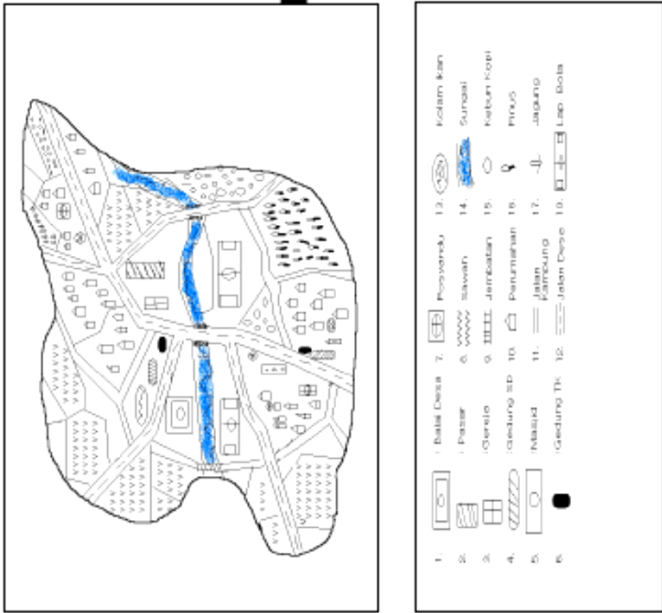 1. : Balai Desa
2. : Pasar
3. : Gereja
4. : Gedung SD
5. : Masjid
6. : Gedung TK
7. : Posyandu
8. : Sawah
9. : Jembatan
10. : Perumahan
11. : Jalan Kampung
12. : Jalan Desa
13. : Kolam Ikan
14. : Sungai
15. : Kebun Kopi
16. : Pinus
17. : Jagung
18. : Lap Bola